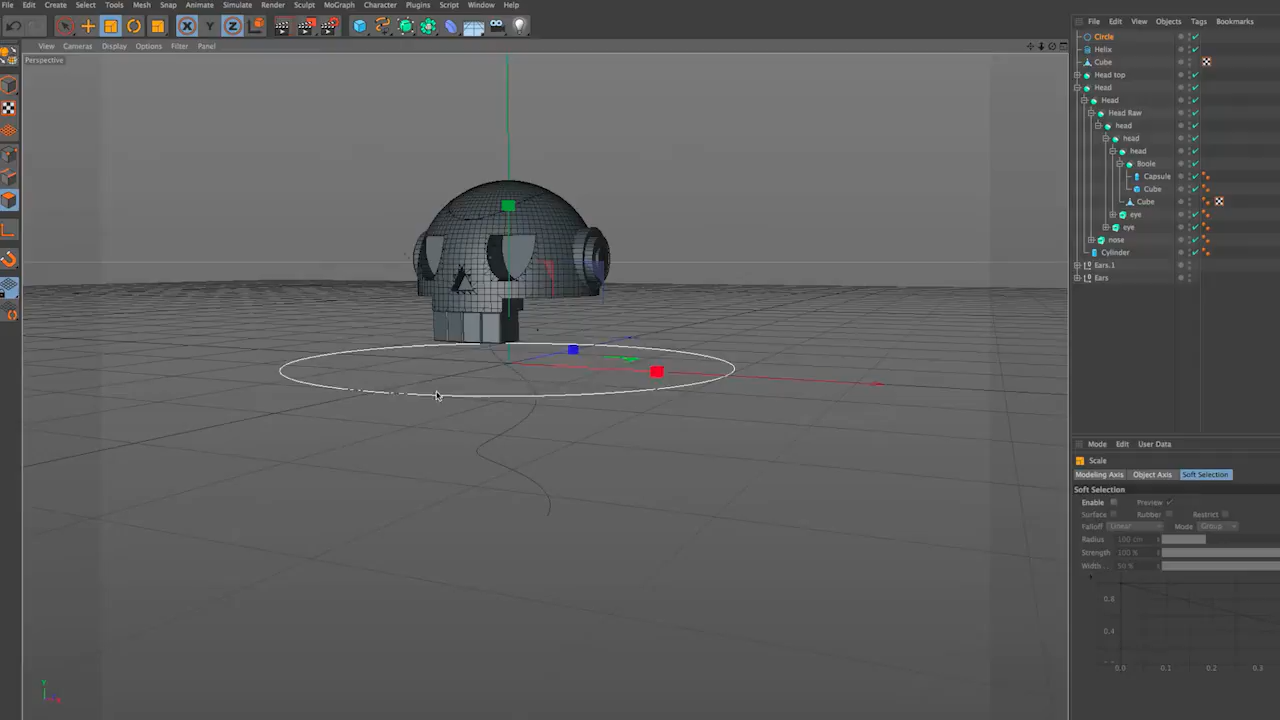 File Edit Create Select Tools Mesh Snap Animate Simulate Render Sculpt MoGraph Character Plugins Script Window Help
File Edit View Objects Tags Bookmarks
View Cameras Display Options Filter Panel
Perspective
Circle
Helix
Cube
Head top
Head
Head
Head Raw
head
head
head
Boole
Capsule
Cube
Cube
eye
eye
nose
Cylinder
Ears.1
Ears
Mode Edit User Data
Scale
Modeling Axis Object Axis Soft Selection
Soft Selection
Enable Preview
Surface Rubber Restrict
Falloff Linear Mode Group
Radius 100 cm
Strength 100 %
Width.. 50 %
0.8
0.4
0.0 0.1 0.2 0.3
X Y Z
Y